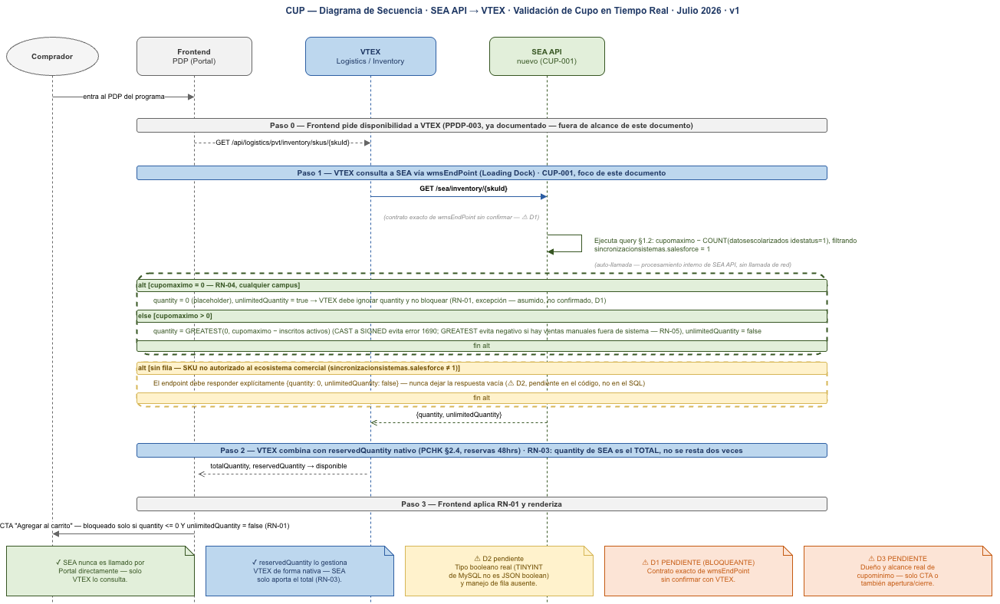 CUP — Diagrama de Secuencia · SEA API → VTEX · Validación de Cupo en Tiempo Real · Julio 2026 · v1
Comprador
Frontend
PDP (Portal)
VTEX
Logistics / Inventory
SEA API
nuevo (CUP-001)
entra al PDP del programa
Paso 0 — Frontend pide disponibilidad a VTEX (PPDP-003, ya documentado — fuera de alcance de este documento)
GET /api/logistics/pvt/inventory/skus/{skuId}
Paso 1 — VTEX consulta a SEA vía wmsEndPoint (Loading Dock) · CUP-001, foco de este documento
GET /sea/inventory/{skuId}
(contrato exacto de wmsEndPoint sin confirmar — ⚠ D1)
Ejecuta query §1.2: cupomaximo − COUNT(datosescolarizados idestatus=1), filtrando
sincronizacionsistemas.salesforce = 1
(auto-llamada — procesamiento interno de SEA API, sin llamada de red)
alt [cupomaximo = 0 — RN-04, cualquier campus]
quantity = 0 (placeholder), unlimitedQuantity = true → VTEX debe ignorar quantity y no bloquear (RN-01, excepción — asumido, no confirmado, D1)
else [cupomaximo > 0]
quantity = GREATEST(0, cupomaximo − inscritos activos) (CAST a SIGNED evita error 1690; GREATEST evita negativo si hay ventas manuales fuera de sistema — RN-05), unlimitedQuantity = false
fin alt
alt [sin fila — SKU no autorizado al ecosistema comercial (sincronizacionsistemas.salesforce ≠ 1)]
El endpoint debe responder explícitamente {quantity: 0, unlimitedQuantity: false} — nunca dejar la respuesta vacía (⚠ D2, pendiente en el código, no en el SQL)
fin alt
{quantity, unlimitedQuantity}
Paso 2 — VTEX combina con reservedQuantity nativo (PCHK §2.4, reservas 48hrs) · RN-03: quantity de SEA es el TOTAL, no se resta dos veces
totalQuantity, reservedQuantity → disponible
Paso 3 — Frontend aplica RN-01 y renderiza
CTA "Agregar al carrito" — bloqueado solo si quantity <= 0 Y unlimitedQuantity = false (RN-01)
✓ SEA nunca es llamado por
Portal directamente — solo
VTEX lo consulta.
✓ reservedQuantity lo gestiona
VTEX de forma nativa — SEA
solo aporta el total (RN-03).
⚠ D2 pendiente
Tipo booleano real (TINYINT
de MySQL no es JSON boolean)
y manejo de fila ausente.
⚠ D1 PENDIENTE (BLOQUEANTE)
Contrato exacto de wmsEndPoint
sin confirmar con VTEX.
⚠ D3 PENDIENTE
Dueño y alcance real de
cupominimo — solo CTA o
también apertura/cierre.